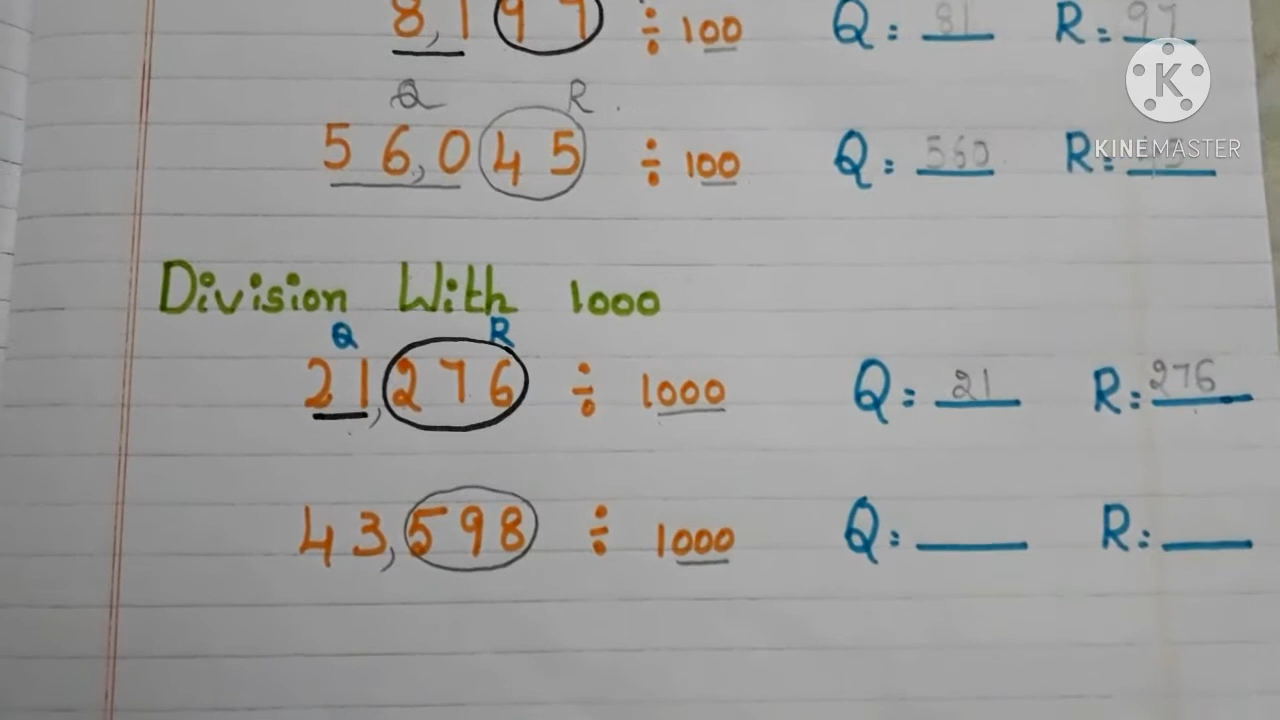 8,197 ÷ 100 Q = 81 R = 97
Q R
56,045 ÷ 100 Q = 560 R = 45
K
KINEMASTER
Division With 1000
Q R
21,276 ÷ 1000 Q = 21 R = 276
43,598 ÷ 1000 Q = R =